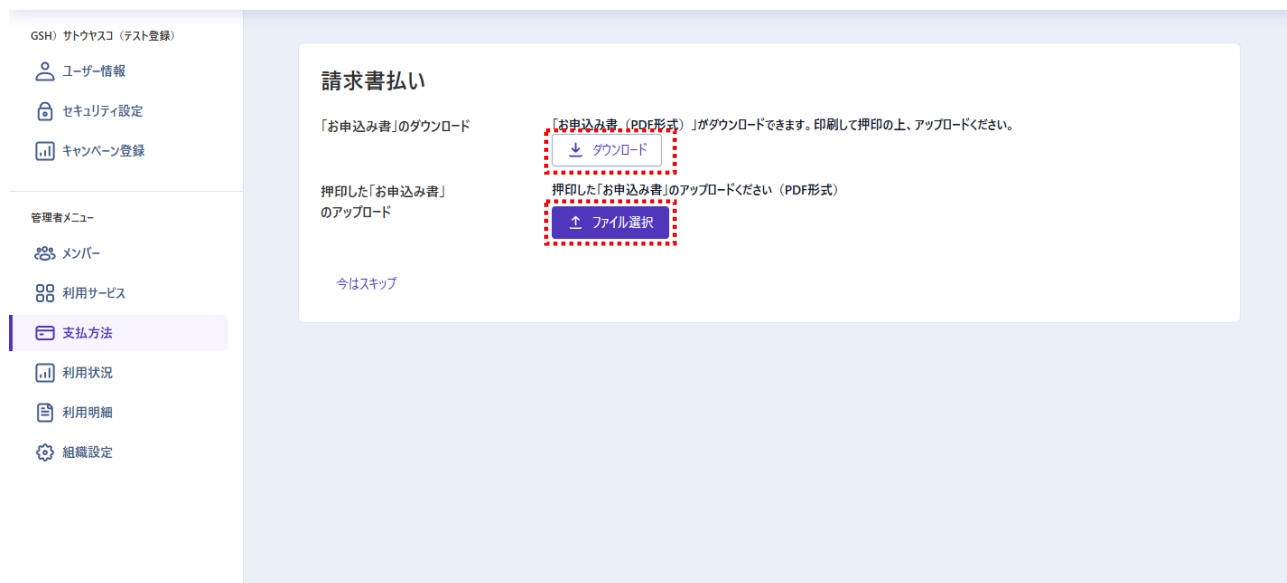 GSH）サトウヤスコ（テスト登録）
ユーザー情報
セキュリティ設定
キャンペーン登録
管理者メニュー
メンバー
利用サービス
支払方法
利用状況
利用明細
組織設定
請求書払い
「お申込み書」のダウンロード
「お申込み書（PDF形式）」がダウンロードできます。印刷して押印の上、アップロードください。
ダウンロード
押印した「お申込み書」
のアップロード
押印した「お申込み書」のアップロードください（PDF形式）
ファイル選択
今はスキップ